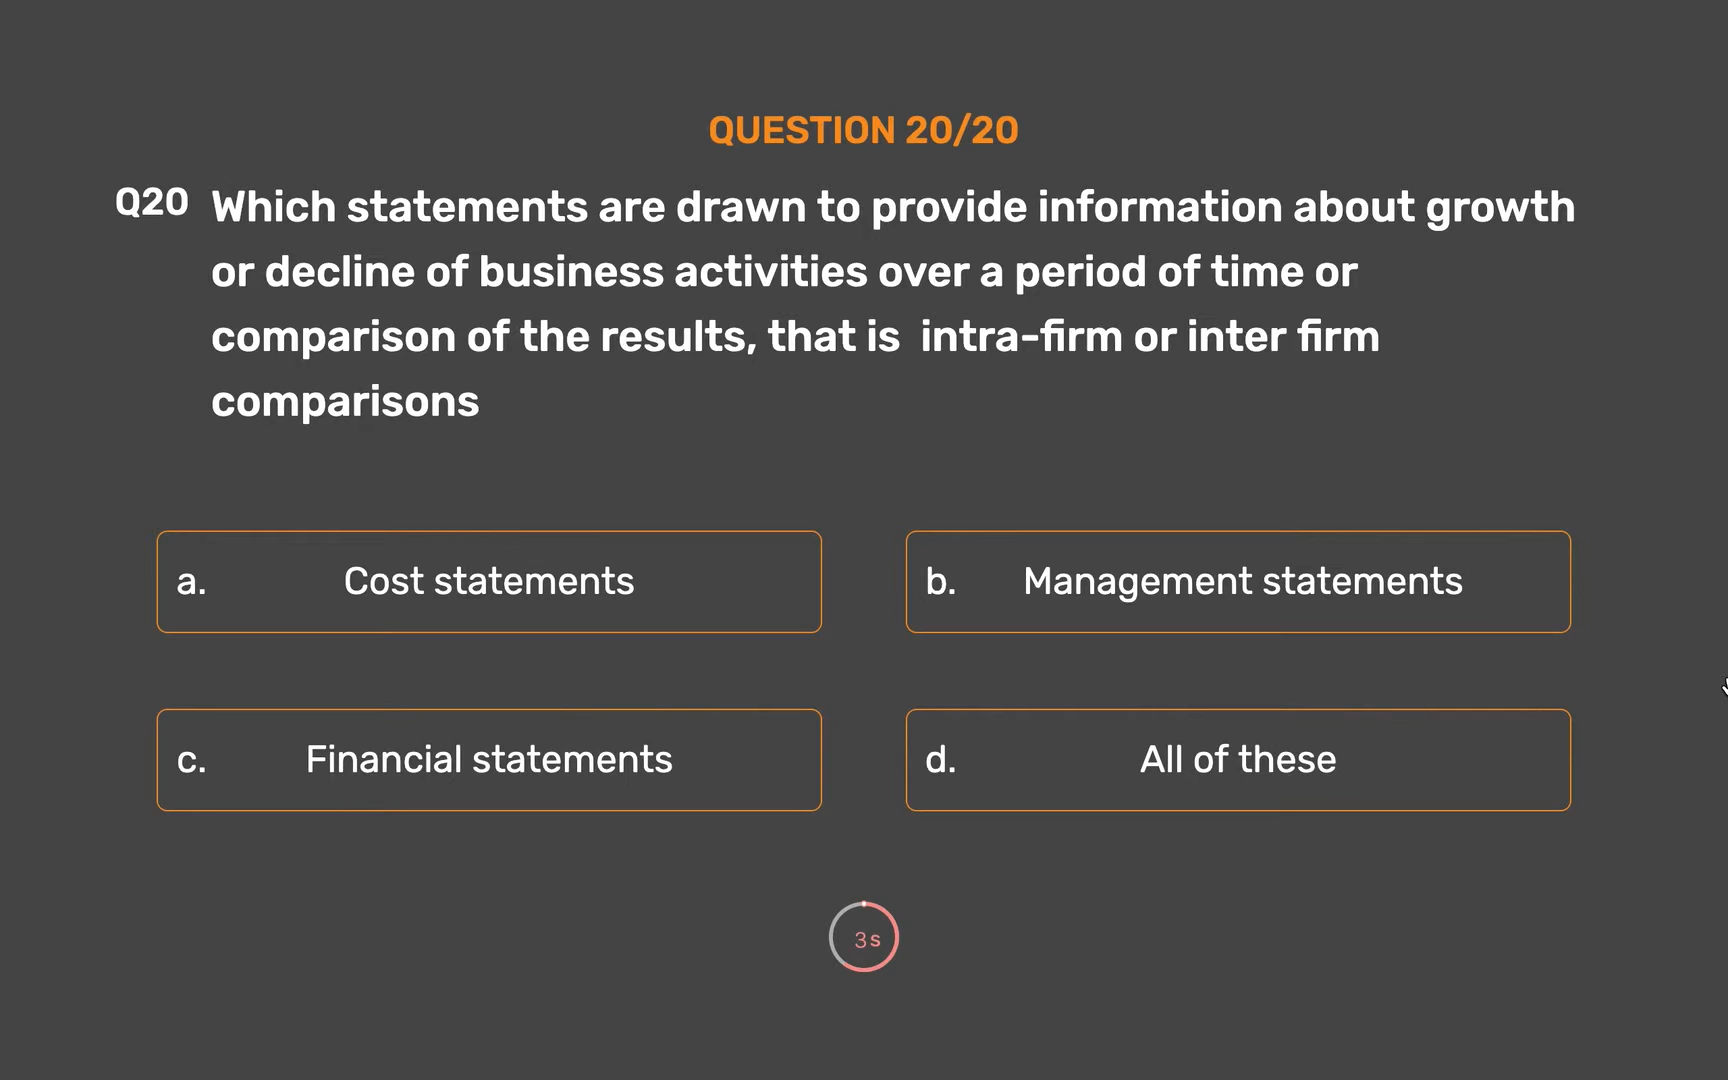 QUESTION 20/20
Q20 Which statements are drawn to provide information about growth
or decline of business activities over a period of time or
comparison of the results, that is intra-firm or inter firm
comparisons
a. Cost statements
b. Management statements
c. Financial statements
d. All of these
3s